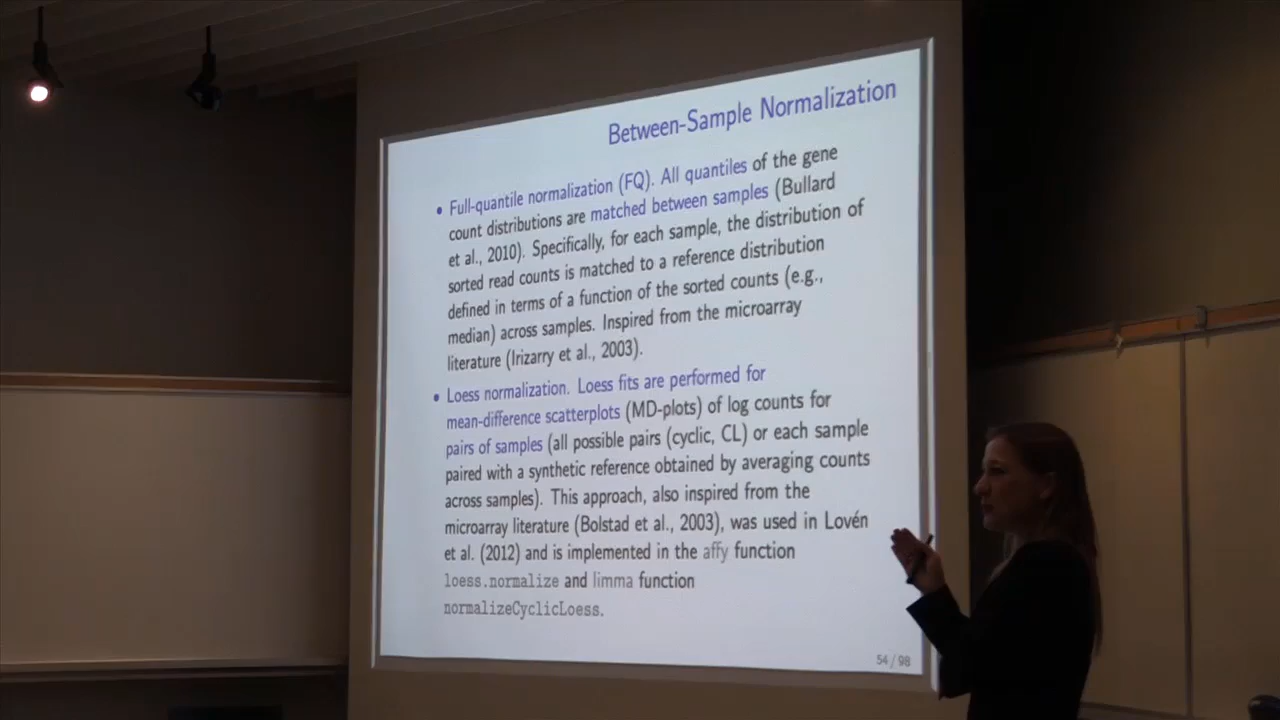 Between-Sample Normalization
• Full-quantile normalization (FQ). All quantiles of the gene
count distributions are matched between samples (Bullard
et al., 2010). Specifically, for each sample, the distribution of
sorted read counts is matched to a reference distribution
defined in terms of a function of the sorted counts (e.g.,
median) across samples. Inspired from the microarray
literature (Irizarry et al., 2003).
• Loess normalization. Loess fits are performed for
mean-difference scatterplots (MD-plots) of log counts for
pairs of samples (all possible pairs (cyclic, CL) or each sample
paired with a synthetic reference obtained by averaging counts
across samples). This approach, also inspired from the
microarray literature (Bolstad et al., 2003), was used in Lovén
et al. (2012) and is implemented in the affy function
loess.normalize and limma function
normalizeCyclicLoess.
54 / 98